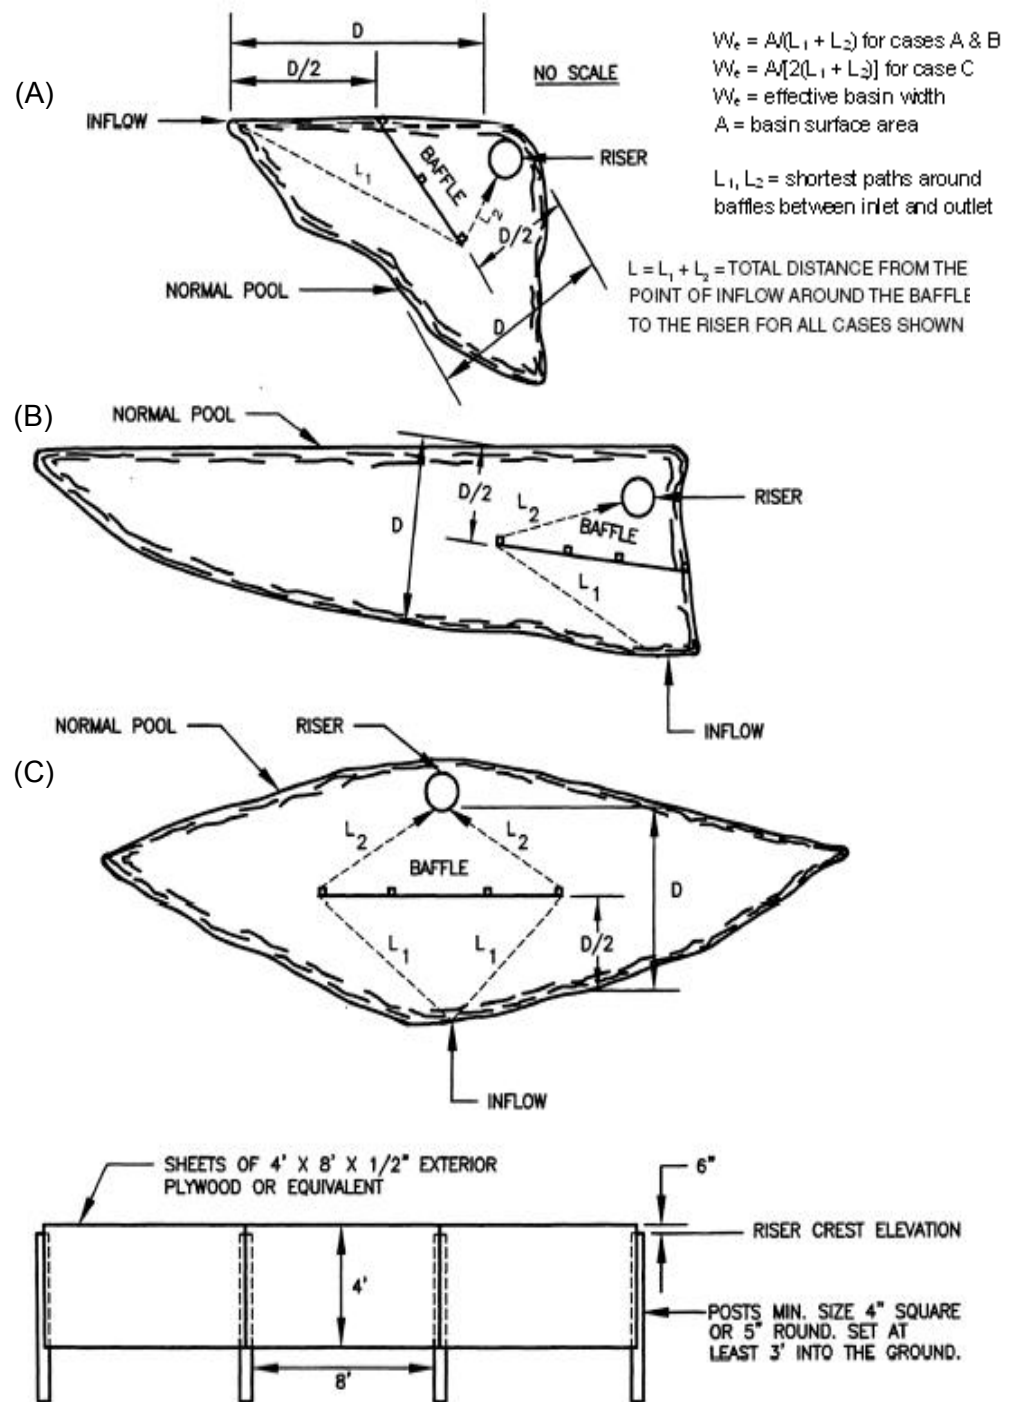 (A)
D
D/2
NO SCALE
INFLOW
L₁
BAFFLE
L₂
RISER
D/2
D
NORMAL POOL
Wₑ = A/(L₁ + L₂) for cases A & B
Wₑ = A/[2(L₁ + L₂)] for case C
Wₑ = effective basin width
A = basin surface area
L₁, L₂ = shortest paths around
baffles between inlet and outlet
L = L₁ + L₂ = TOTAL DISTANCE FROM THE
POINT OF INFLOW AROUND THE BAFFLE
TO THE RISER FOR ALL CASES SHOWN
(B)
NORMAL POOL
D
D/2
L₂
BAFFLE
L₁
RISER
INFLOW
(C)
NORMAL POOL
RISER
L₂
L₂
BAFFLE
D
L₁
L₁
D/2
INFLOW
SHEETS OF 4' X 8' X 1/2" EXTERIOR
PLYWOOD OR EQUIVALENT
6"
RISER CREST ELEVATION
4'
8'
POSTS MIN. SIZE 4" SQUARE
OR 5" ROUND. SET AT
LEAST 3' INTO THE GROUND.